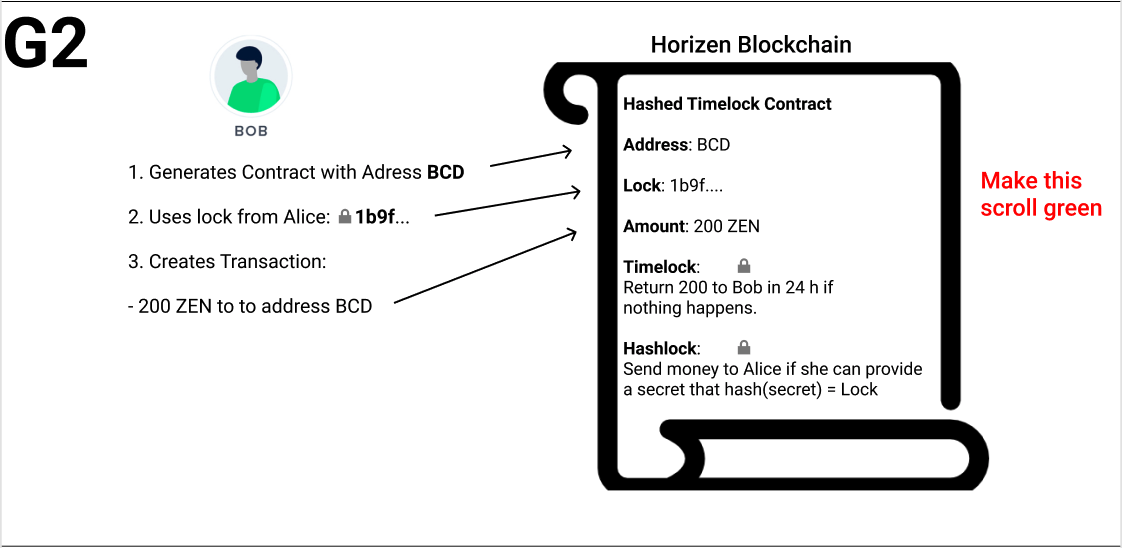 G2
BOB
1. Generates Contract with Adress BCD
2. Uses lock from Alice: 1b9f...
3. Creates Transaction:
- 200 ZEN to to address BCD
Horizen Blockchain
Hashed Timelock Contract
Address: BCD
Lock: 1b9f....
Amount: 200 ZEN
Timelock:
Return 200 to Bob in 24 h if
nothing happens.
Hashlock:
Send money to Alice if she can provide
a secret that hash(secret) = Lock
Make this
scroll green